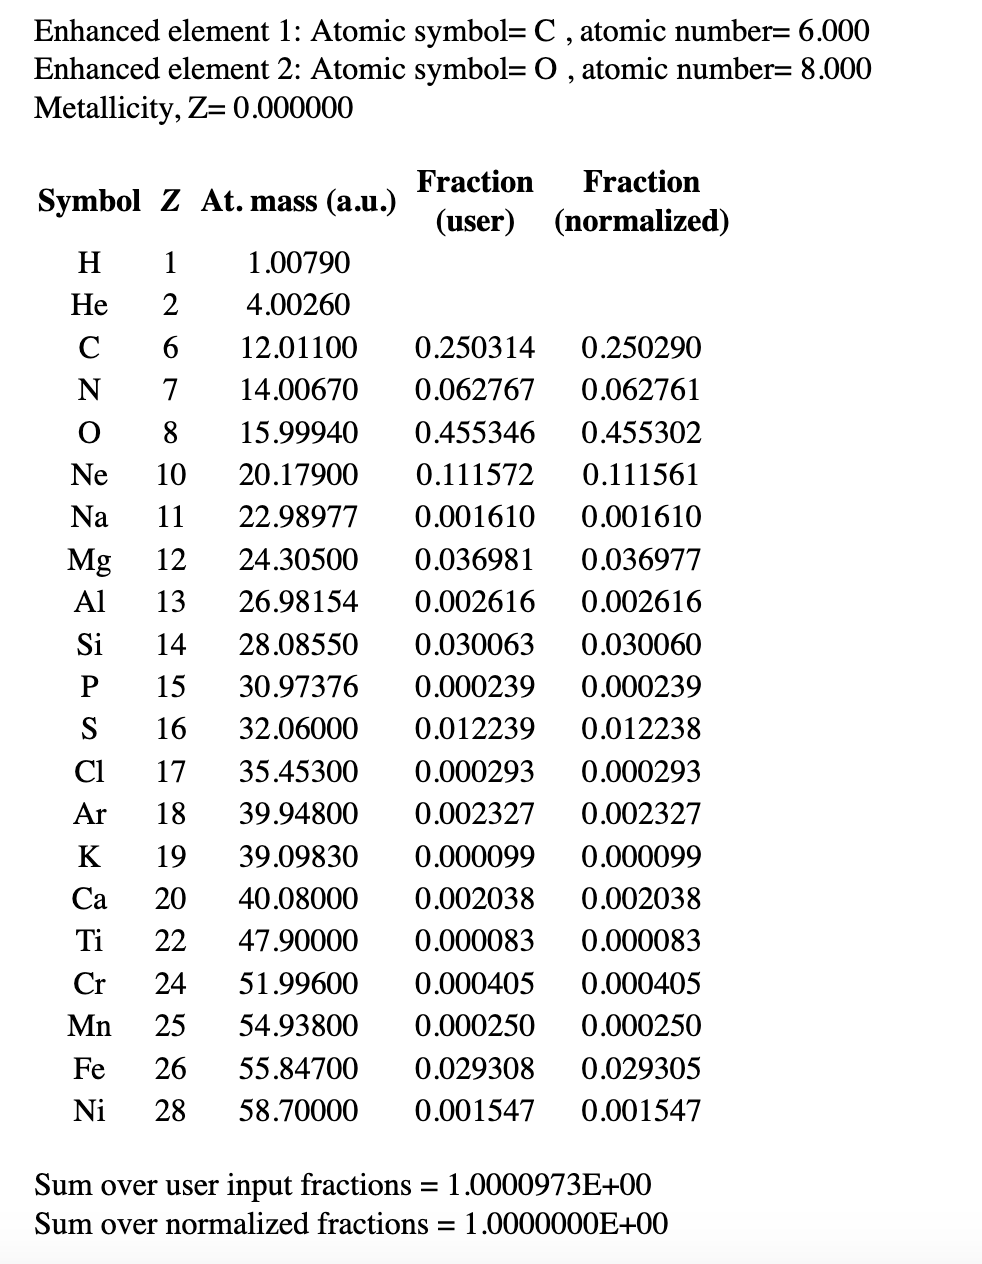 Enhanced element 1: Atomic symbol= C , atomic number= 6.000
Enhanced element 2: Atomic symbol= O , atomic number= 8.000
Metallicity, Z= 0.000000
Symbol Z At. mass (a.u.) Fraction (user) Fraction (normalized)
H 1 1.00790
He 2 4.00260
C 6 12.01100 0.250314 0.250290
N 7 14.00670 0.062767 0.062761
O 8 15.99940 0.455346 0.455302
Ne 10 20.17900 0.111572 0.111561
Na 11 22.98977 0.001610 0.001610
Mg 12 24.30500 0.036981 0.036977
Al 13 26.98154 0.002616 0.002616
Si 14 28.08550 0.030063 0.030060
P 15 30.97376 0.000239 0.000239
S 16 32.06000 0.012239 0.012238
Cl 17 35.45300 0.000293 0.000293
Ar 18 39.94800 0.002327 0.002327
K 19 39.09830 0.000099 0.000099
Ca 20 40.08000 0.002038 0.002038
Ti 22 47.90000 0.000083 0.000083
Cr 24 51.99600 0.000405 0.000405
Mn 25 54.93800 0.000250 0.000250
Fe 26 55.84700 0.029308 0.029305
Ni 28 58.70000 0.001547 0.001547
Sum over user input fractions = 1.0000973E+00
Sum over normalized fractions = 1.0000000E+00